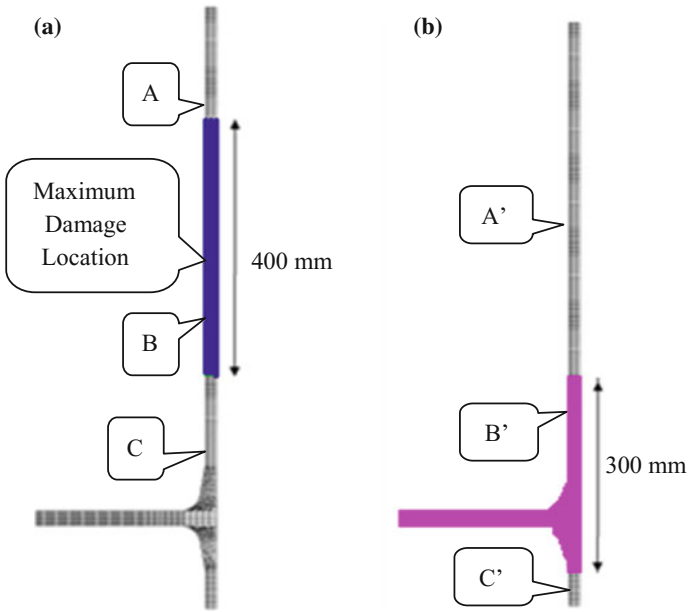 (a)
A
Maximum
Damage
Location
400 mm
B
C
(b)
A’
B’
300 mm
C’